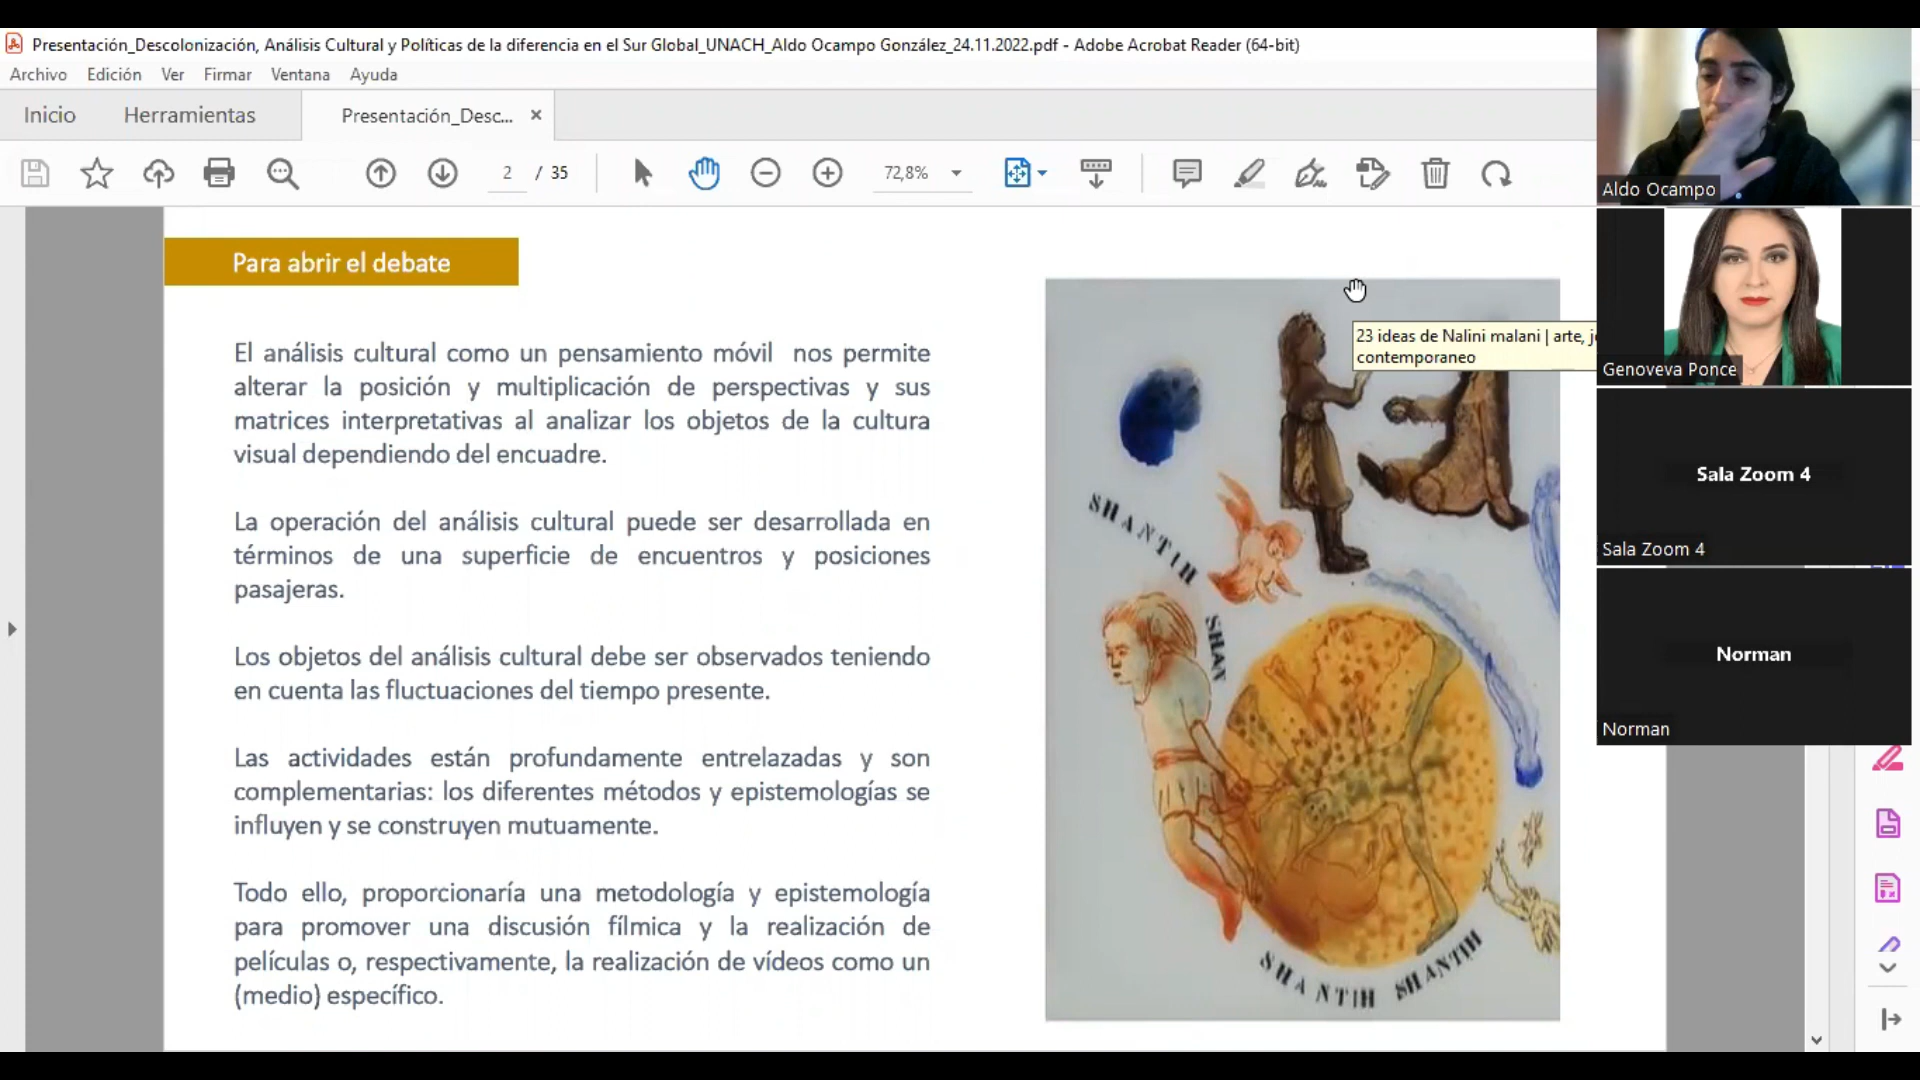 Presentación_Descolonización, Análisis Cultural y Políticas de la diferencia en el Sur Global_UNACH_Aldo Ocampo González_24.11.2022.pdf - Adobe Acrobat Reader (64-bit)
Archivo Edición Ver Firmar Ventana Ayuda
Inicio Herramientas Presentación_Desc... ×
2 / 35 72,8%
Para abrir el debate
El análisis cultural como un pensamiento móvil nos permite
alterar la posición y multiplicación de perspectivas y sus
matrices interpretativas al analizar los objetos de la cultura
visual dependiendo del encuadre.
La operación del análisis cultural puede ser desarrollada en
términos de una superficie de encuentros y posiciones
pasajeras.
Los objetos del análisis cultural debe ser observados teniendo
en cuenta las fluctuaciones del tiempo presente.
Las actividades están profundamente entrelazadas y son
complementarias: los diferentes métodos y epistemologías se
influyen y se construyen mutuamente.
Todo ello, proporcionaría una metodología y epistemología
para promover una discusión fílmica y la realización de
películas o, respectivamente, la realización de vídeos como un
(medio) específico.
23 ideas de Nalini malani | arte, j
contemporaneo
SHANTIH
SHAN
SHANTIH SHANTIH
Aldo Ocampo
Genoveva Ponce
Sala Zoom 4
Sala Zoom 4
Norman
Norman